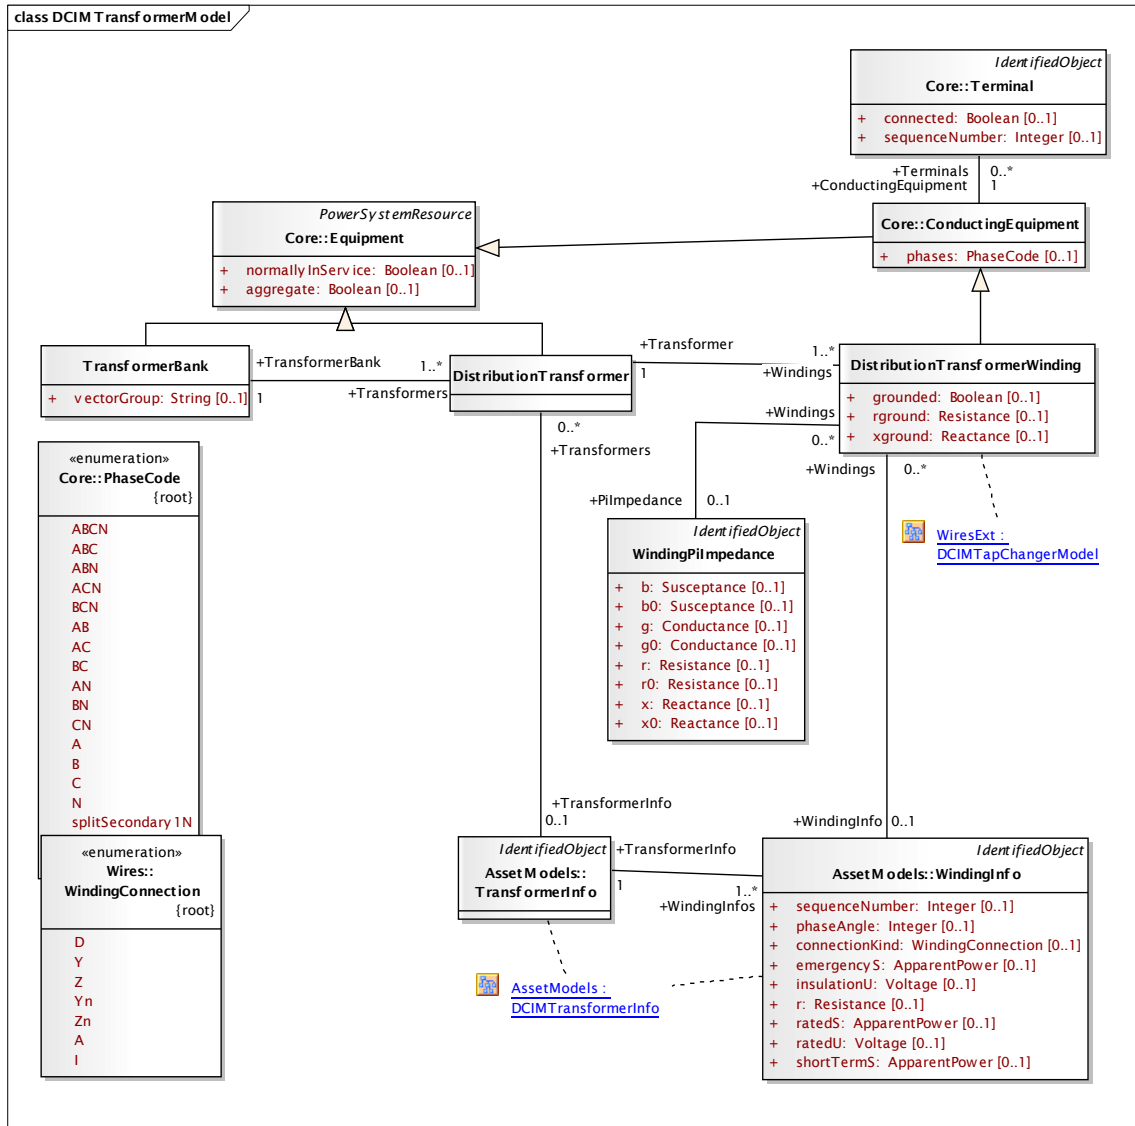 class DCIMTransformerModel
IdentifiedObject
Core::Terminal
+ connected: Boolean [0..1]
+ sequenceNumber: Integer [0..1]
+Terminals 0..*
+ConductingEquipment 1
PowerSystemResource
Core::Equipment
+ normallyInService: Boolean [0..1]
+ aggregate: Boolean [0..1]
Core::ConductingEquipment
+ phases: PhaseCode [0..1]
TransformerBank
+ vectorGroup: String [0..1]
+TransformerBank
1
1..*
+Transformers
DistributionTransformer
+Transformer
1
1..*
+Windings
DistributionTransformerWinding
+ grounded: Boolean [0..1]
+ rground: Resistance [0..1]
+ xground: Reactance [0..1]
0..*
+Transformers
+Windings
0..*
+Windings
0..*
+PiImpedance 0..1
WiresExt :
DCIMTapChangerModel
«enumeration»
Core::PhaseCode
{root}
ABCN
ABC
ABN
ACN
BCN
AB
AC
BC
AN
BN
CN
A
B
C
N
splitSecondary1N
IdentifiedObject
WindingPiImpedance
+ b: Susceptance [0..1]
+ b0: Susceptance [0..1]
+ g: Conductance [0..1]
+ g0: Conductance [0..1]
+ r: Resistance [0..1]
+ r0: Resistance [0..1]
+ x: Reactance [0..1]
+ x0: Reactance [0..1]
+TransformerInfo
0..1
+WindingInfo 0..1
«enumeration»
Wires::
WindingConnection
{root}
D
Y
Z
Yn
Zn
A
I
IdentifiedObject
AssetModels::
TransformerInfo
+TransformerInfo
1
1..*
+WindingInfos
IdentifiedObject
AssetModels::WindingInfo
+ sequenceNumber: Integer [0..1]
+ phaseAngle: Integer [0..1]
+ connectionKind: WindingConnection [0..1]
+ emergencyS: ApparentPower [0..1]
+ insulationU: Voltage [0..1]
+ r: Resistance [0..1]
+ ratedS: ApparentPower [0..1]
+ ratedU: Voltage [0..1]
+ shortTermS: ApparentPower [0..1]
AssetModels :
DCIMTransformerInfo